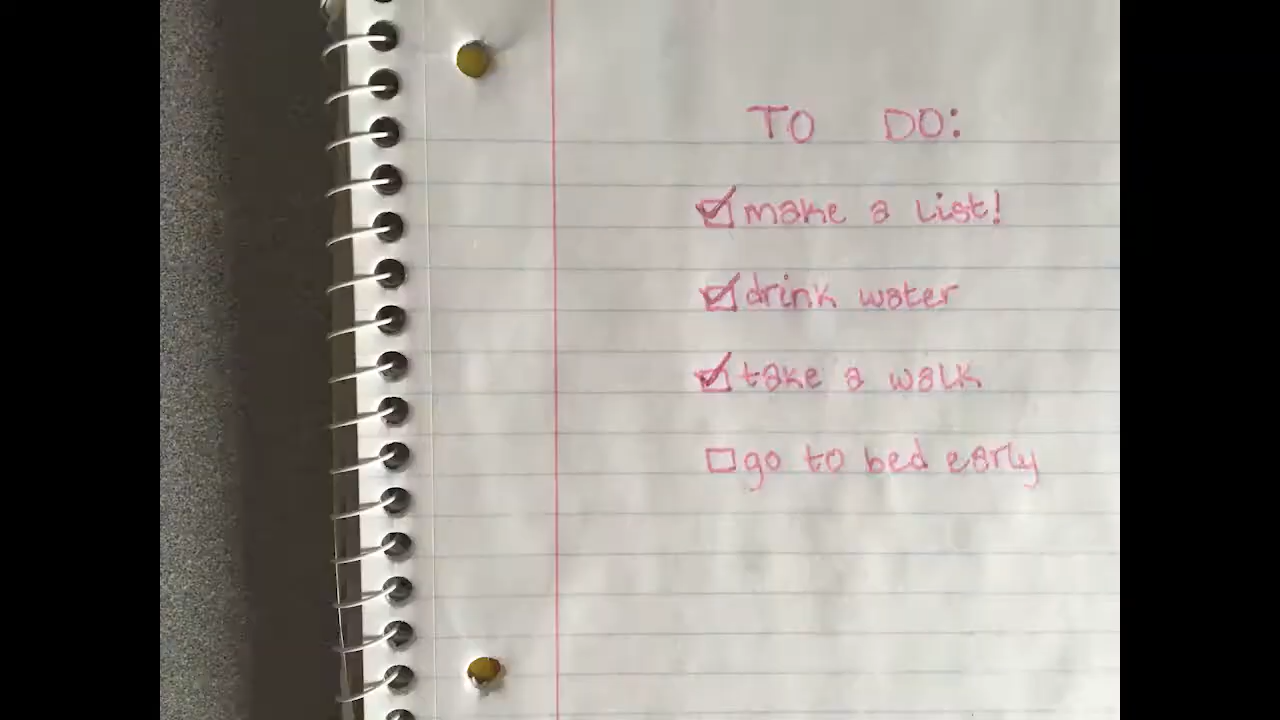 TO DO:
make a list!
drink water
take a walk
go to bed early